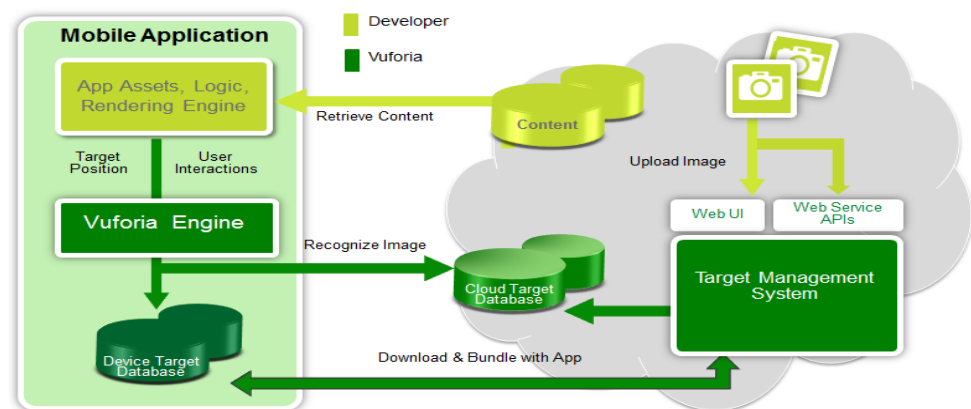 Developer
Vuforia
Mobile Application
App Assets, Logic,
Rendering Engine
Retrieve Content
Content
Target
Position
User
Interactions
Upload Image
Vuforia Engine
Web UI
Web Service
APIs
Recognize Image
Cloud Target
Database
Target Management
System
Device Target
Database
Download & Bundle with App